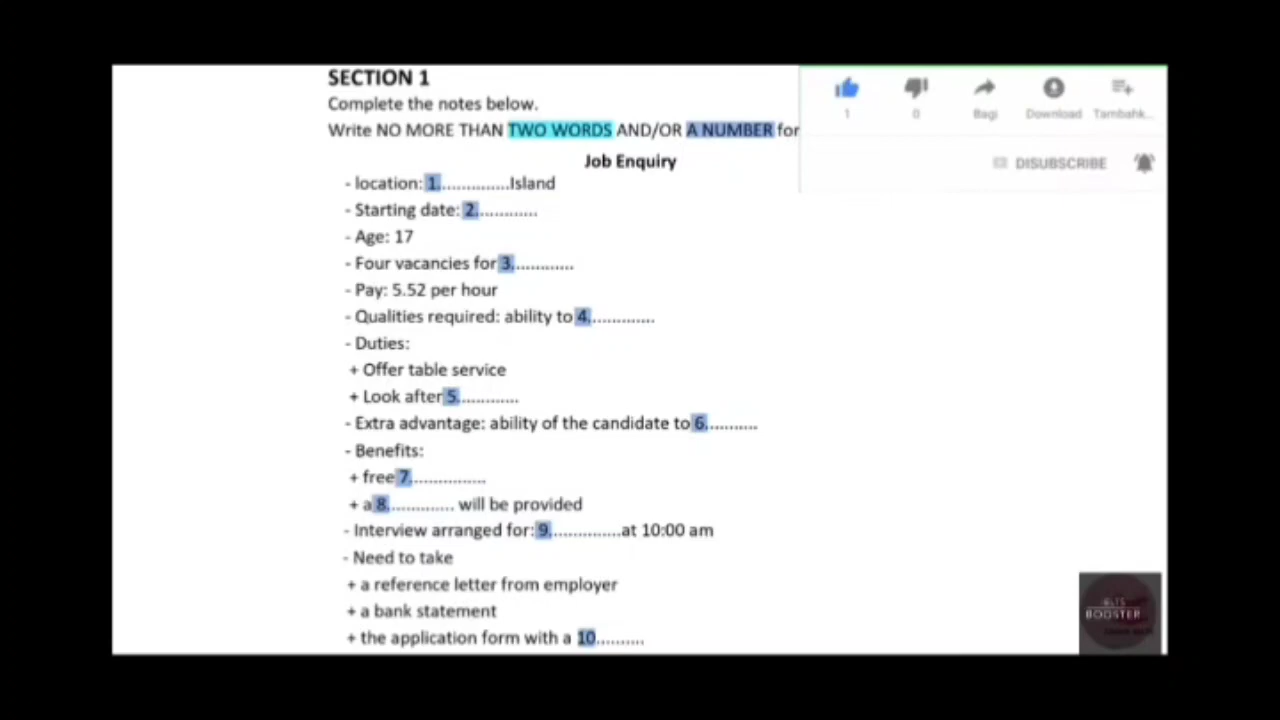 SECTION 1
Complete the notes below.
Write NO MORE THAN TWO WORDS AND/OR A NUMBER for
1
0
Bagi
Download
Tambahk...
DISUBSCRIBE
Job Enquiry
- location: 1...............Island
- Starting date: 2.............
- Age: 17
- Four vacancies for 3..............
- Pay: 5.52 per hour
- Qualities required: ability to 4..............
- Duties:
+ Offer table service
+ Look after 5.............
- Extra advantage: ability of the candidate to 6...........
- Benefits:
+ free 7................
+ a 8.............. will be provided
- Interview arranged for: 9...............at 10:00 am
- Need to take
+ a reference letter from employer
+ a bank statement
+ the application form with a 10..........
IELTS
BOOSTER